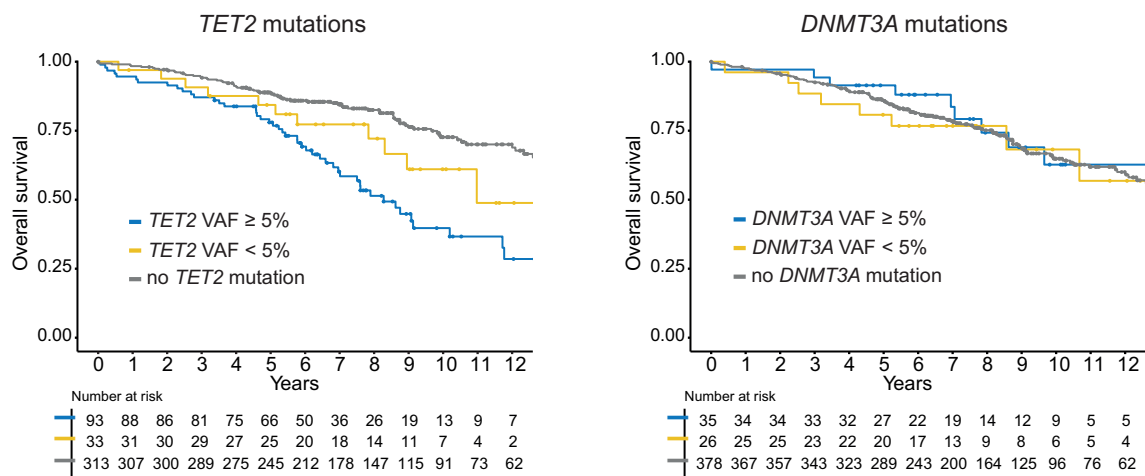 TET2 mutations
1.00
0.75
0.50
0.25
0.00
Overall survival
TET2 VAF ≥ 5%
TET2 VAF < 5%
no TET2 mutation
0 1 2 3 4 5 6 7 8 9 10 11 12
Years
Number at risk
93 88 86 81 75 66 50 36 26 19 13 9 7
33 31 30 29 27 25 20 18 14 11 7 4 2
313 307 300 289 275 245 212 178 147 115 91 73 62
DNMT3A mutations
1.00
0.75
0.50
0.25
0.00
Overall survival
DNMT3A VAF ≥ 5%
DNMT3A VAF < 5%
no DNMT3A mutation
0 1 2 3 4 5 6 7 8 9 10 11 12
Years
Number at risk
35 34 34 33 32 27 22 19 14 12 9 5 5
26 25 25 23 22 20 17 13 9 8 6 5 4
378 367 357 343 323 289 243 200 164 125 96 76 62